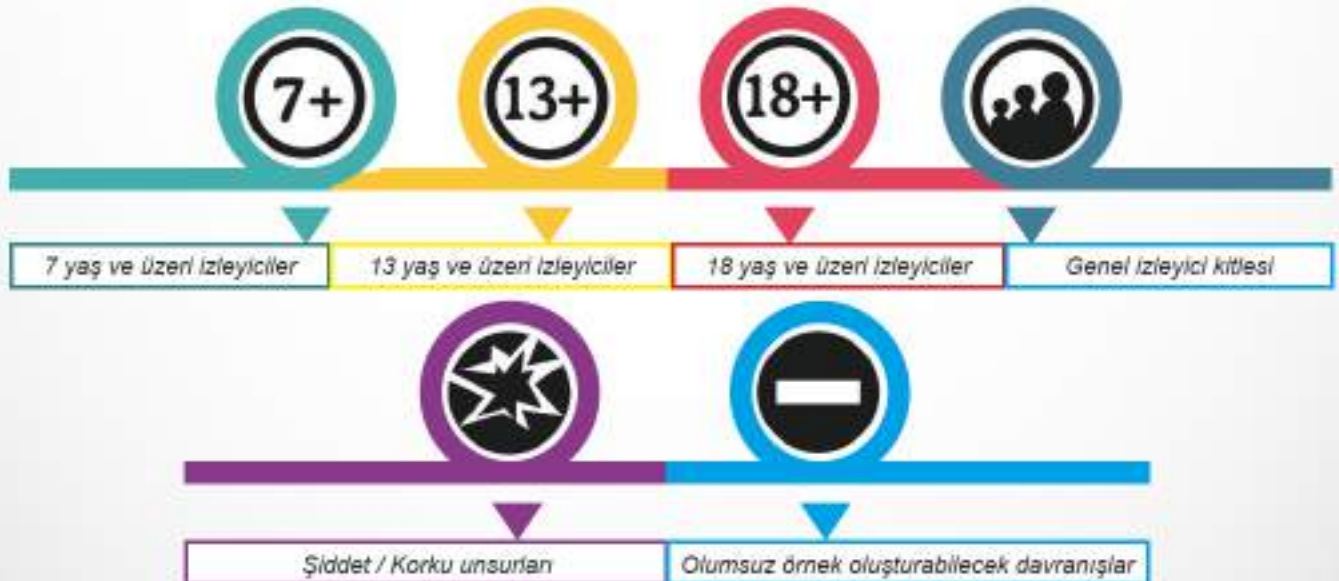 7+
13+
18+
7 yaş ve üzeri izleyiciler
13 yaş ve üzeri izleyiciler
18 yaş ve üzeri izleyiciler
Genel izleyici kitlesi
Şiddet / Korku unsurları
Olumsuz örnek oluşturabilecek davranışlar